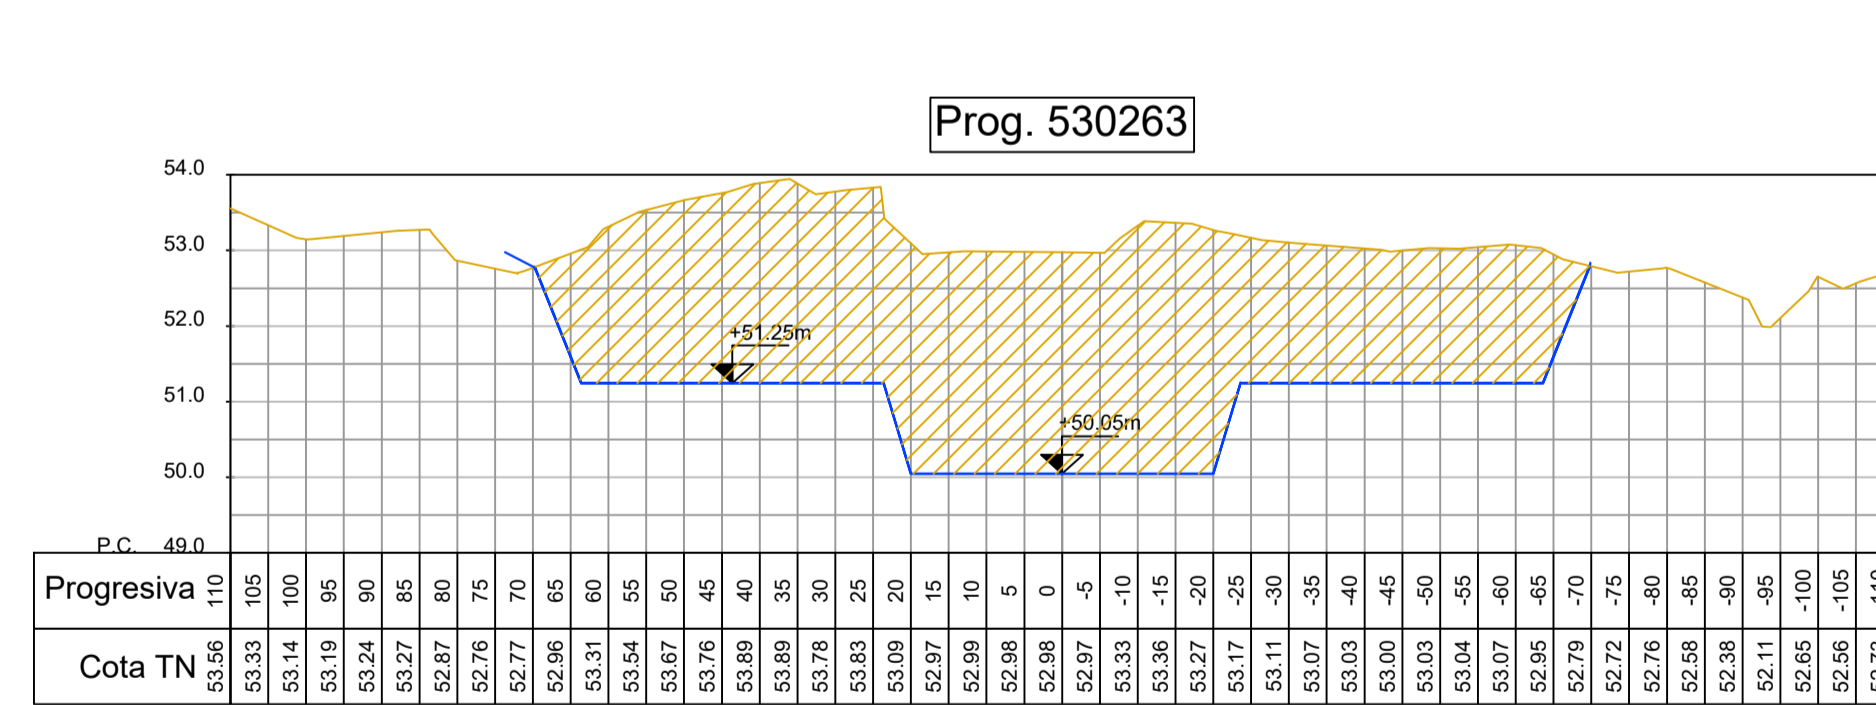 Prog. 530263
54.0
53.0
52.0
+51.25m
51.0
+50.05m
50.0
P.C. 49.0
Progresiva 110 105 100 95 90 85 80 75 70 65 60 55 50 45 40 35 30 25 20 15 10 5 0 -5 -10 -15 -20 -25 -30 -35 -40 -45 -50 -55 -60 -65 -70 -75 -80 -85 -90 -95 -100 -105
Cota TN 53.56 53.33 53.14 53.19 53.24 53.27 52.87 52.76 52.77 52.96 53.31 53.54 53.67 53.76 53.89 53.89 53.78 53.83 53.09 52.97 52.99 52.98 52.98 52.97 53.33 53.36 53.27 53.17 53.11 53.07 53.03 53.00 53.03 53.04 53.07 52.95 52.79 52.72 52.76 52.58 52.38 52.11 52.65 52.56